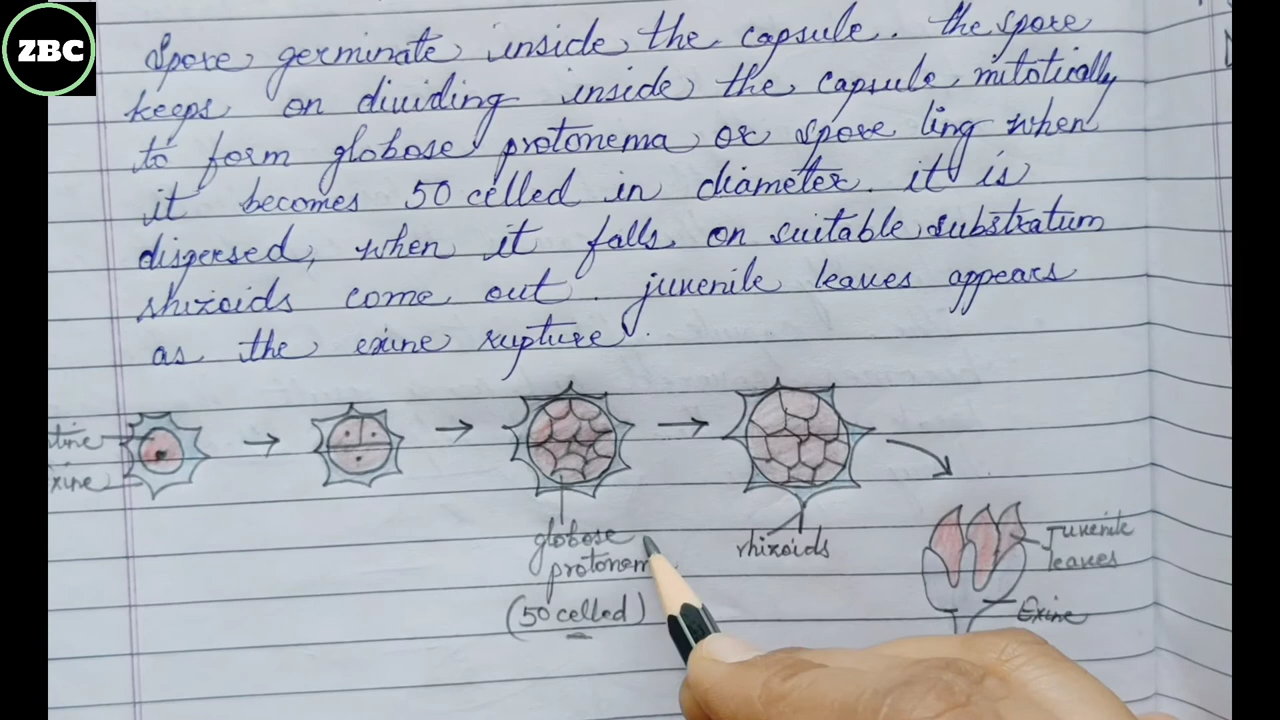 ZBC
Spore germinate inside the capsule. the spore
keeps on dividing inside the capsule mitotically
to form globose protonema or spore ling when
it becomes 50 celled in diameter. it is
dispersed, when it falls on suitable substratum
rhizoids come out. juvenile leaves appears
as the exine rupture.
globose
protonem
(50 celled)
rhizoids
Juvenile
leaves
Exine